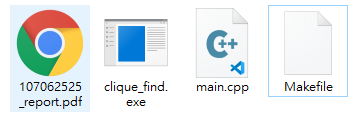 107062525
_report.pdf
clique_find.
exe
main.cpp
Makefile
C++